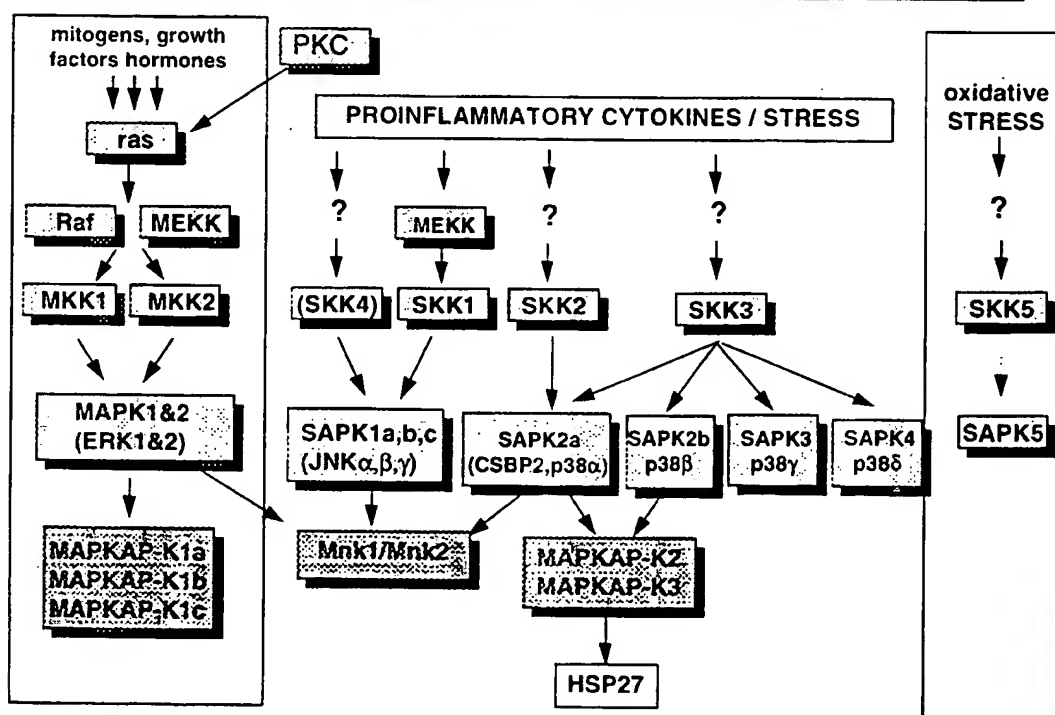 mitogens, growth
factors hormones
PKC
ras
Raf
MEKK
MKK1
MKK2
MAPK1&2
(ERK1&2)
MAPKAP-K1a
MAPKAP-K1b
MAPKAP-K1c
PROINFLAMMATORY CYTOKINES / STRESS
?
MEKK
?
?
(SKK4)
SKK1
SKK2
SKK3
SAPK1a,b,c
(JNKα,β,γ)
SAPK2a
(CSBP2,p38α)
SAPK2b
p38β
SAPK3
p38γ
SAPK4
p38δ
Mnk1/Mnk2
MAPKAP-K2
MAPKAP-K3
HSP27
oxidative
STRESS
?
SKK5
SAPK5